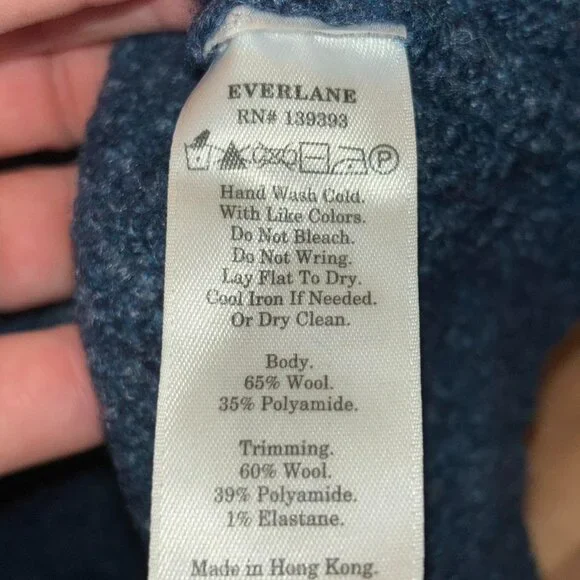 EVERLANE
RN# 139393
P
Hand Wash Cold.
With Like Colors.
Do Not Bleach.
Do Not Wring.
Lay Flat To Dry.
Cool Iron If Needed.
Or Dry Clean.
Body.
65% Wool.
35% Polyamide.
Trimming.
60% Wool.
39% Polyamide.
1% Elastane.
Made in Hong Kong.